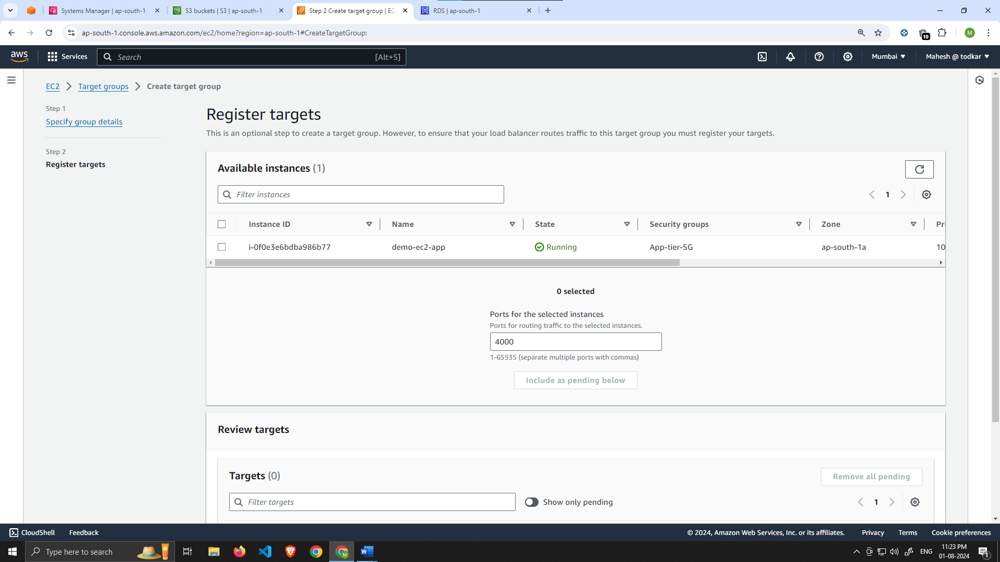 Systems Manager | ap-south-1
S3 buckets | S3 | ap-south-1
Step 2 Create target group | EC
RDS | ap-south-1
ap-south-1.console.aws.amazon.com/ec2/home?region=ap-south-1#CreateTargetGroup:
10
M
aws
Services
Search
[Alt+S]
Mumbai
Mahesh @ todkar
EC2
Target groups
Create target group
Step 1
Specify group details
Step 2
Register targets
Register targets
This is an optional step to create a target group. However, to ensure that your load balancer routes traffic to this target group you must register your targets.
Available instances (1)
Filter instances
1
Instance ID
Name
State
Security groups
Zone
Pri
i-0f0e3e6bdba986b77
demo-ec2-app
Running
App-tier-SG
ap-south-1a
10
0 selected
Ports for the selected instances
Ports for routing traffic to the selected instances.
4000
1-65535 (separate multiple ports with commas)
Include as pending below
Review targets
Targets (0)
Remove all pending
Filter targets
Show only pending
1
CloudShell
Feedback
© 2024, Amazon Web Services, Inc. or its affiliates.
Privacy
Terms
Cookie preferences
Type here to search
ENG
11:23 PM
01-08-2024
1